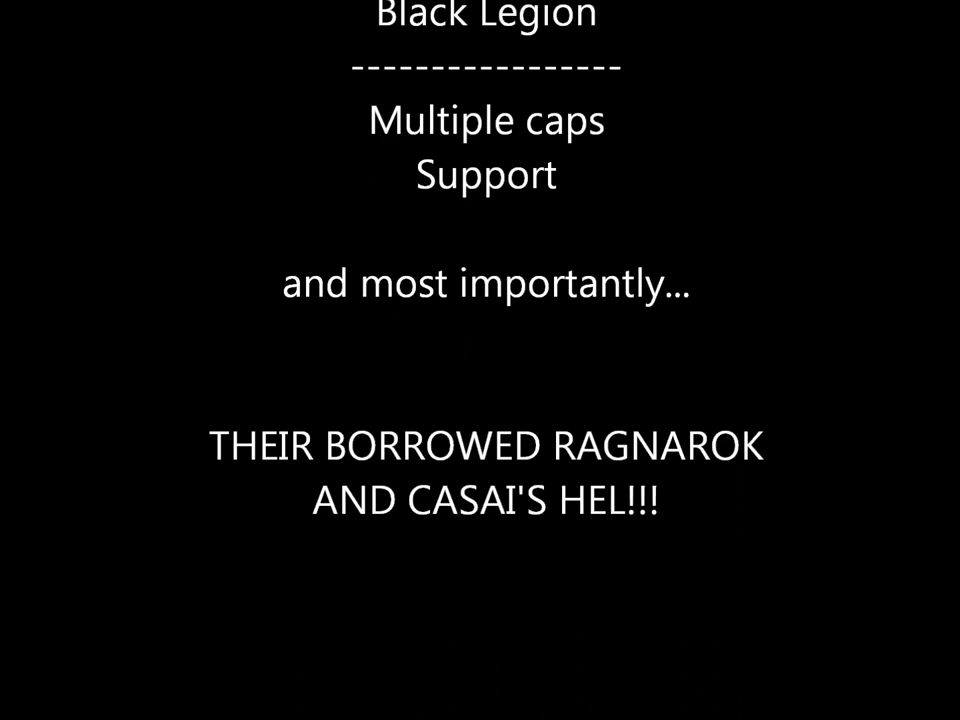 Black Legion
-----------------
Multiple caps
Support
and most importantly...
THEIR BORROWED RAGNAROK
AND CASAI'S HEL!!!